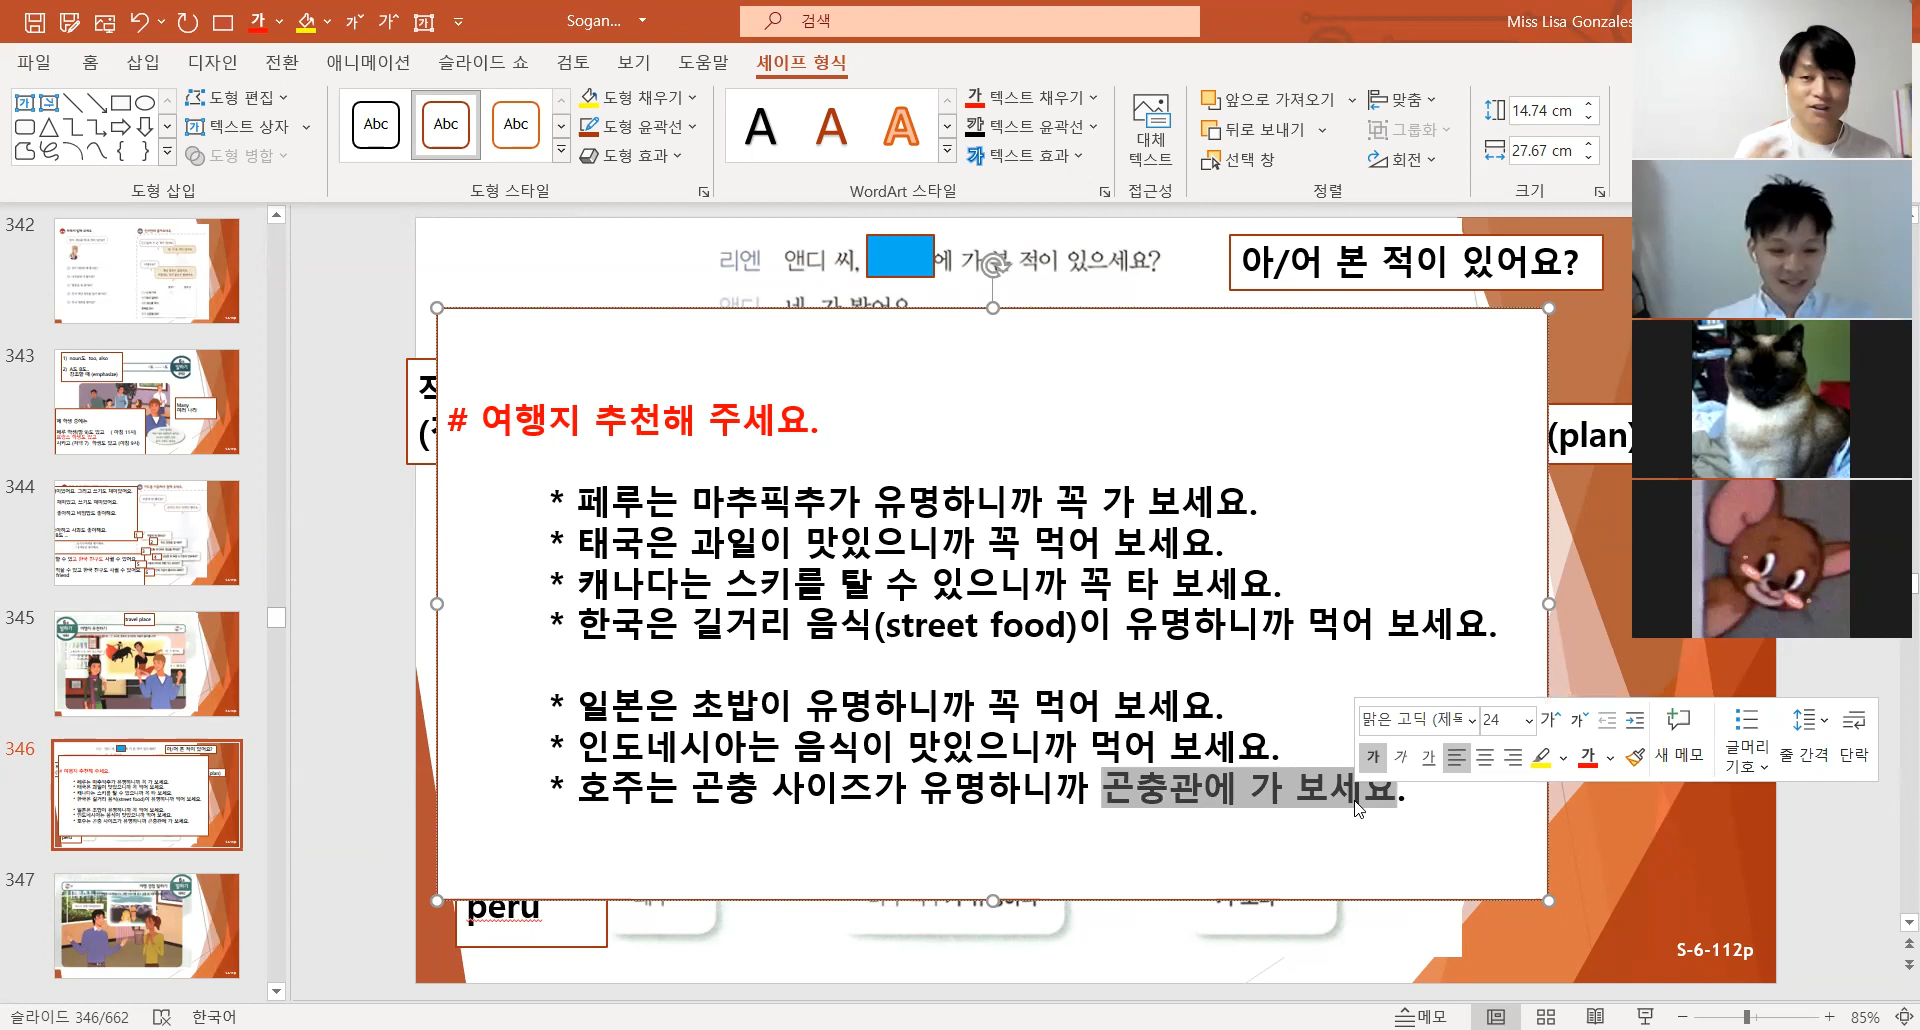 Sogan...
검색
Miss Lisa Gonzales
파일 홈 삽입 디자인 전환 애니메이션 슬라이드 쇼 검토 보기 도움말 셰이프 형식
도형 편집
텍스트 상자
도형 병합
도형 삽입
Abc Abc Abc
도형 채우기
도형 윤곽선
도형 효과
도형 스타일
A A A
텍스트 채우기
텍스트 윤곽선
텍스트 효과
WordArt 스타일
대체
텍스트
접근성
앞으로 가져오기
뒤로 보내기
선택 창
맞춤
그룹화
회전
정렬
14.74 cm
27.67 cm
크기
342
343
344
345
travel place
346
347
리엔 앤디 씨, 에 가 본 적이 있으세요?
아/어 본 적이 있어요?
(plan)
# 여행지 추천해 주세요.
* 페루는 마추픽추가 유명하니까 꼭 가 보세요.
* 태국은 과일이 맛있으니까 꼭 먹어 보세요.
* 캐나다는 스키를 탈 수 있으니까 꼭 타 보세요.
* 한국은 길거리 음식(street food)이 유명하니까 먹어 보세요.
* 일본은 초밥이 유명하니까 꼭 먹어 보세요.
* 인도네시아는 음식이 맛있으니까 먹어 보세요.
* 호주는 곤충 사이즈가 유명하니까 곤충관에 가 보세요.
맑은 고딕 (제목 24
가 가 가
새 메모
글머리
기호
줄 간격
단락
peru
S-6-112p
슬라이드 346/662
한국어
메모
85%